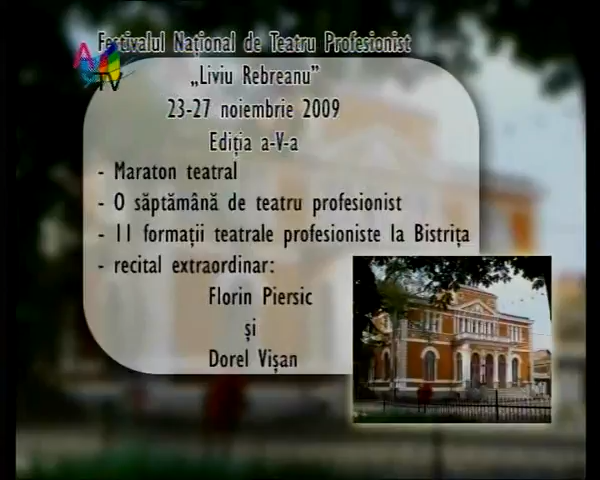 Festivalul Național de Teatru Profesionist
„Liviu Rebreanu”
23-27 noiembrie 2009
Ediția a-V-a
- Maraton teatral
- O săptămână de teatru profesionist
- 11 formații teatrale profesioniste la Bistrița
- recital extraordinar:
Florin Piersic
și
Dorel Vișan
TV